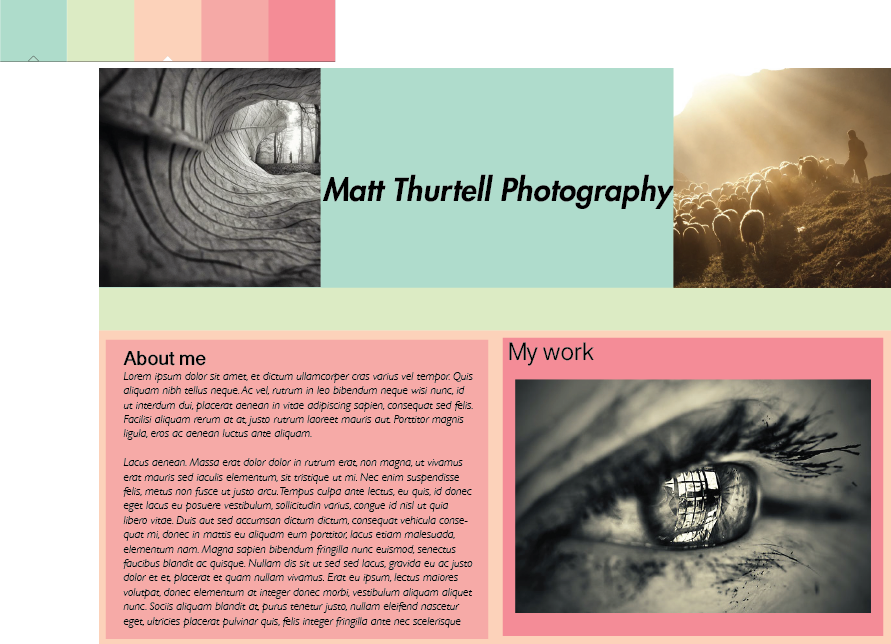 Matt Thurtell Photography
About me
Lorem ipsum dolor sit amet, et dictum ullamcorper cras varius vel tempor. Quis
aliquam nibh tellus neque. Ac vel, rutrum in leo bibendum neque wisi nunc, id
ut interdum dui, placerat aenean in vitae adipiscing sapien, consequat sed felis.
Facilisi aliquam rerum at at, justo rutrum laoreet mauris aut. Porttitor magnis
ligula, eros ac aenean luctus ante aliquam.
Lacus aenean. Massa erat dolor dolor in rutrum erat, non magna, ut vivamus
erat mauris sed iaculis elementum, sit tristique ut mi. Nec enim suspendisse
felis, metus non fusce ut justo arcu. Tempus culpa ante lectus, eu quis, id donec
eget lacus eu posuere vestibulum, sollicitudin varius, congue id nisl ut quia
libero vitae. Duis aut sed accumsan dictum dictum, consequat vehicula conse-
quat mi, donec in mattis eu aliquam eum porttitor, lacus etiam malesuada,
elementum nam. Magna sapien bibendum fringilla nunc euismod, senectus
faucibus blandit ac quisque. Nullam dis sit ut sed sed lacus, gravida eu ac justo
dolor et et, placerat et quam nullam vivamus. Erat eu ipsum, lectus maiores
volutpat, donec elementum at integer donec morbi, vestibulum aliquam aliquet
nunc. Sociis aliquam blandit at, purus tenetur justo, nullam eleifend nascetur
eget, ultricies placerat pulvinar quis, felis integer fringilla ante nec scelerisque
My work